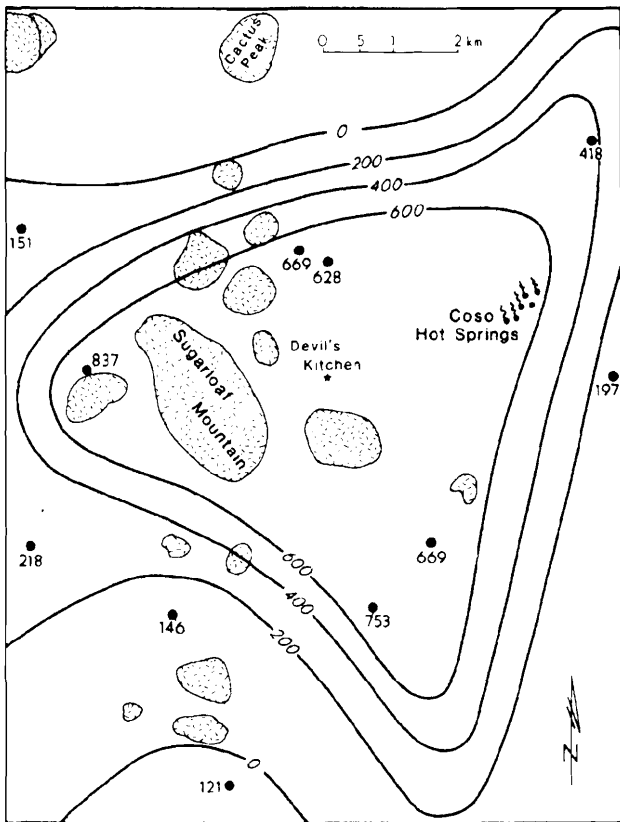 Cactus
Peak
0 .5 1 2 km
0
200
400
600
418
151
669
628
Coso
Hot Springs
Devil's
Kitchen
Sugarloaf
Mountain
837
197
218
669
600
400
200
753
146
0
121
N